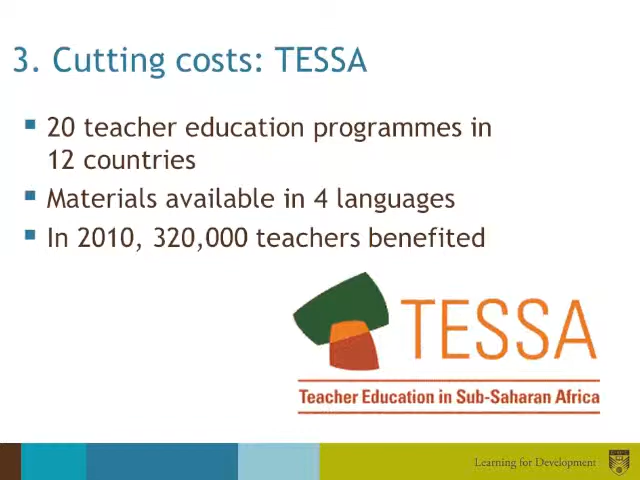 3. Cutting costs: TESSA
20 teacher education programmes in
12 countries
Materials available in 4 languages
In 2010, 320,000 teachers benefited
TESSA
Teacher Education in Sub-Saharan Africa
Learning for Development